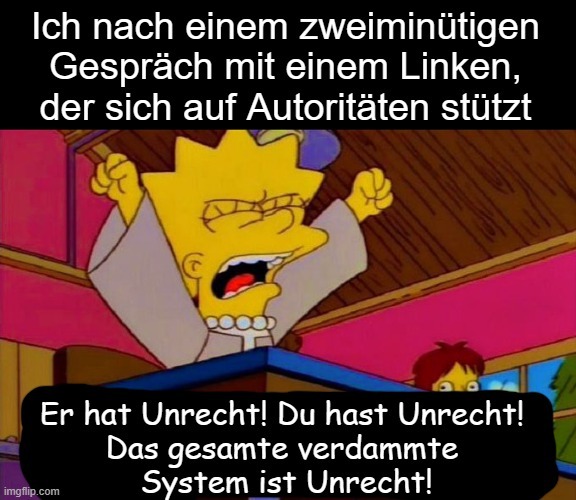 Ich nach einem zweiminütigen
Gespräch mit einem Linken,
der sich auf Autoritäten stützt
Er hat Unrecht! Du hast Unrecht!
Das gesamte verdammte
System ist Unrecht!
imgflip.com